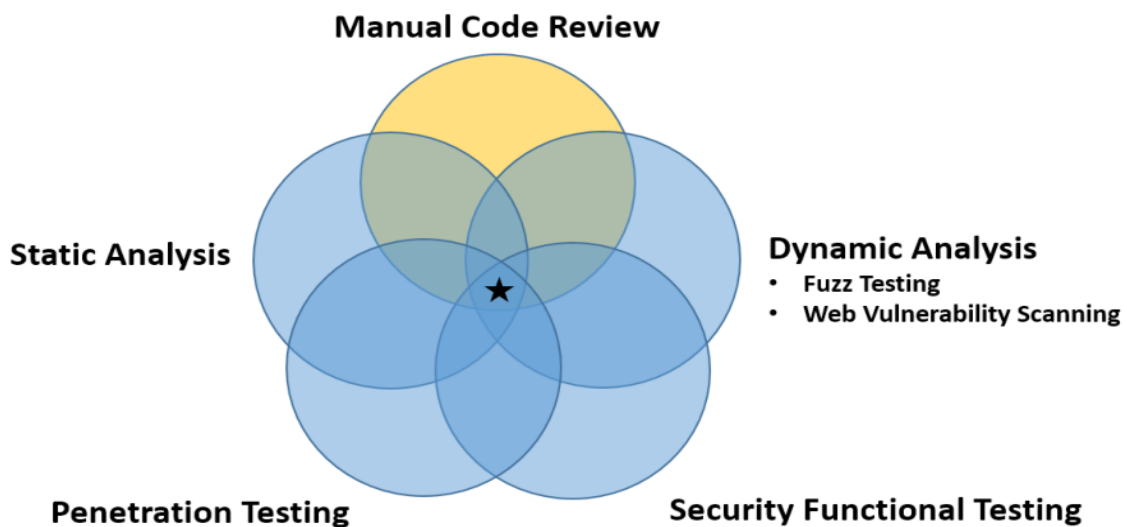 Manual Code Review
Static Analysis
Dynamic Analysis
• Fuzz Testing
• Web Vulnerability Scanning
Penetration Testing
Security Functional Testing